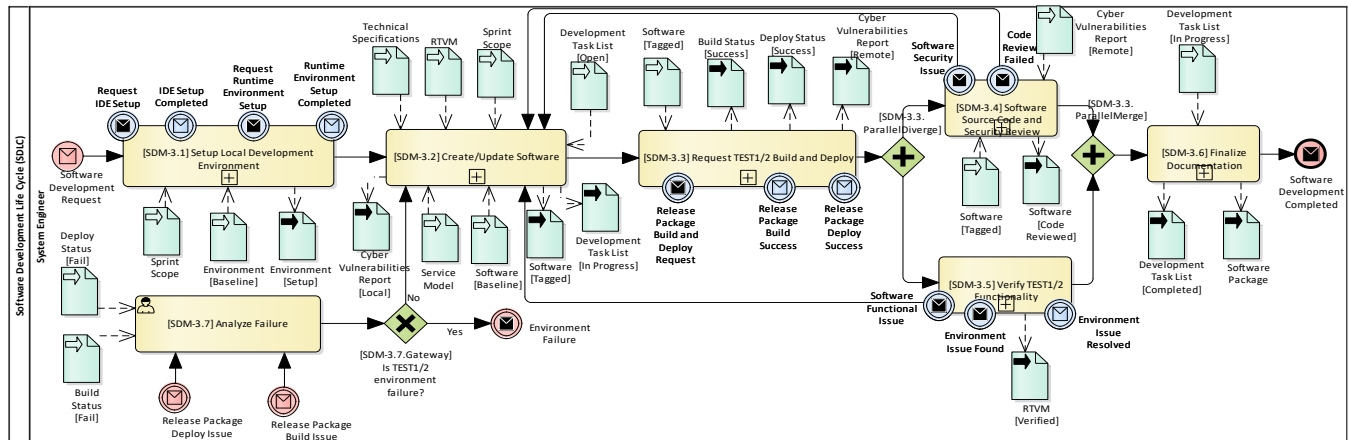 Software Development Life Cycle (SDLC)
System Engineer
Software
Development
Request
Request
IDE Setup
IDE Setup
Completed
Request
Runtime
Environment
Setup
Runtime
Environment
Setup
Completed
[SDM-3.1] Setup Local Development
Environment
Sprint
Scope
Environment
[Baseline]
Environment
[Setup]
Technical
Specifications
RTVM
Sprint
Scope
Development
Task List
[Open]
[SDM-3.2] Create/Update Software
Cyber
Vulnerabilities
Report
[Local]
Service
Model
Software
[Baseline]
Software
[Tagged]
Development
Task List
[In Progress]
Software
[Tagged]
Build Status
[Success]
Deploy Status
[Success]
Cyber
Vulnerabilities
Report
[Remote]
[SDM-3.3] Request TEST1/2 Build and Deploy
Release
Package
Build and
Deploy
Request
Release
Package
Build
Success
Release
Package
Deploy
Success
[SDM-3.3.
ParallelDiverge]
Software
Security
Issue
Code
Review
Failed
Cyber
Vulnerabilities
Report
[Remote]
[SDM-3.4] Software
Source Code and
Security Review
Software
[Tagged]
Software
[Code
Reviewed]
[SDM-3.3.
ParallelMerge]
[SDM-3.5] Verify TEST1/2
Functionality
Software
Functional
Issue
Environment
Issue Found
Environment
Issue
Resolved
RTVM
[Verified]
Development
Task List
[In Progress]
[SDM-3.6] Finalize
Documentation
Development
Task List
[Completed]
Software
Package
Software
Development
Completed
Deploy
Status
[Fail]
Build
Status
[Fail]
[SDM-3.7] Analyze Failure
Release Package
Deploy Issue
Release Package
Build Issue
No
Yes
[SDM-3.7.Gateway]
Is TEST1/2
environment
failure?
Environment
Failure